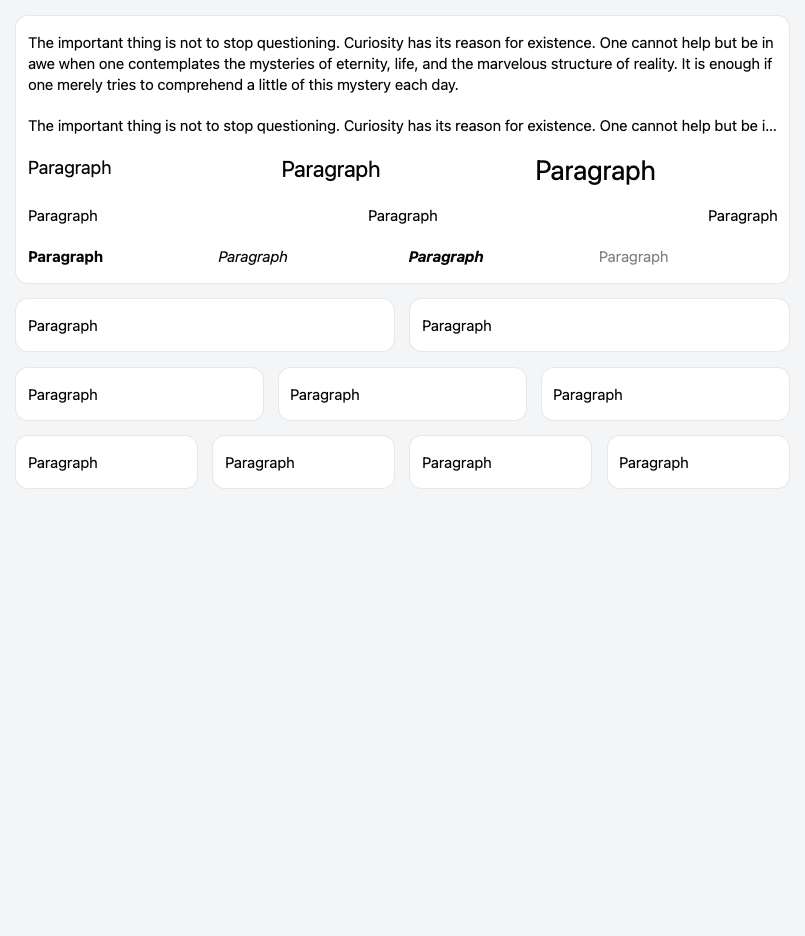 The important thing is not to stop questioning. Curiosity has its reason for existence. One cannot help but be in
awe when one contemplates the mysteries of eternity, life, and the marvelous structure of reality. It is enough if
one merely tries to comprehend a little of this mystery each day.
The important thing is not to stop questioning. Curiosity has its reason for existence. One cannot help but be i...
Paragraph Paragraph Paragraph
Paragraph Paragraph Paragraph
Paragraph Paragraph Paragraph Paragraph
Paragraph Paragraph
Paragraph Paragraph Paragraph
Paragraph Paragraph Paragraph Paragraph